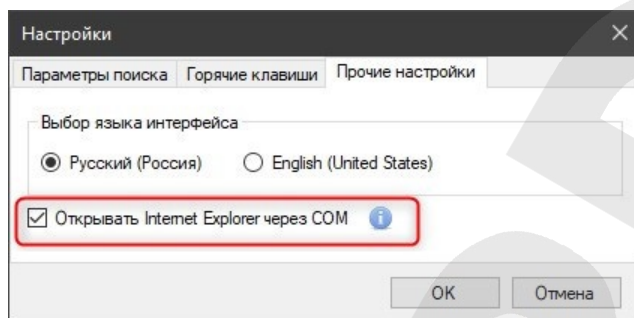 Настройки
Параметры поиска Горячие клавиши Прочие настройки
Выбор языка интерфейса
Русский (Россия) English (United States)
Открывать Internet Explorer через COM
OK Отмена